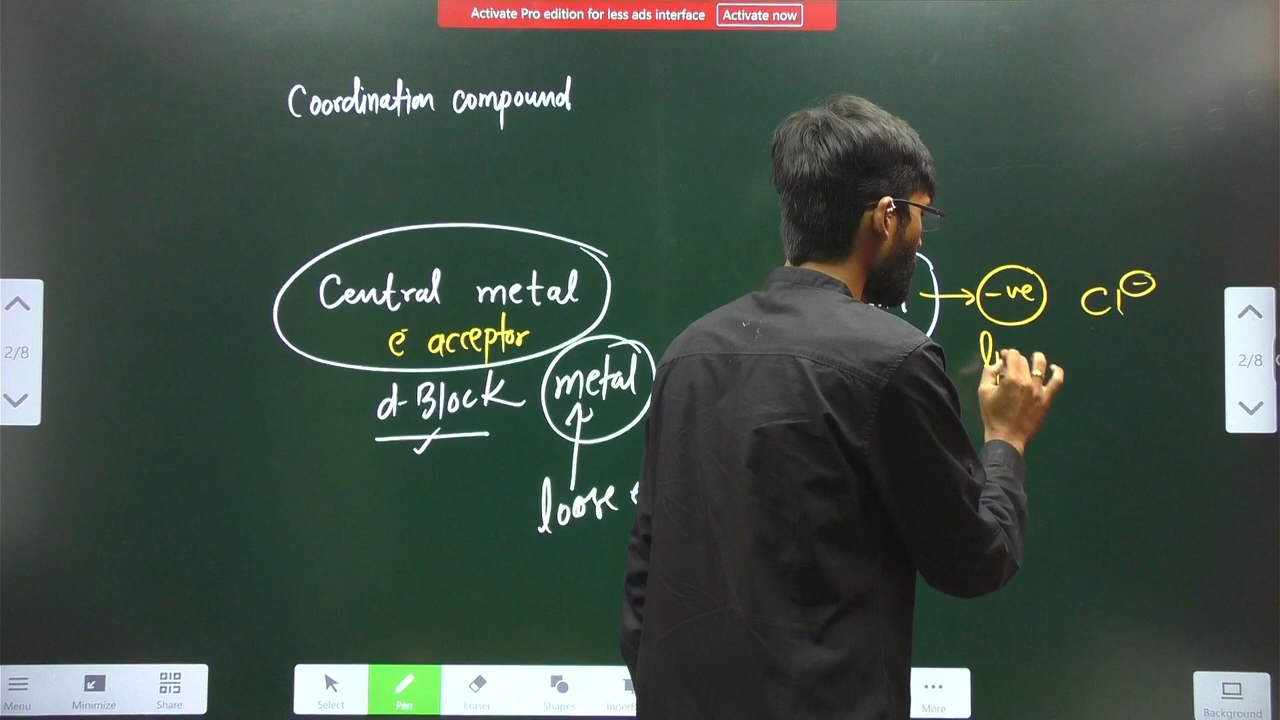 Activate Pro edition for less ads interface Activate now
Coordination compound
Central metal
e⁻ acceptor
-ve Cl⊖
d-Block metal
loose
2/8
2/8
Menu Minimize Share Select Pen Eraser Shapes More Background